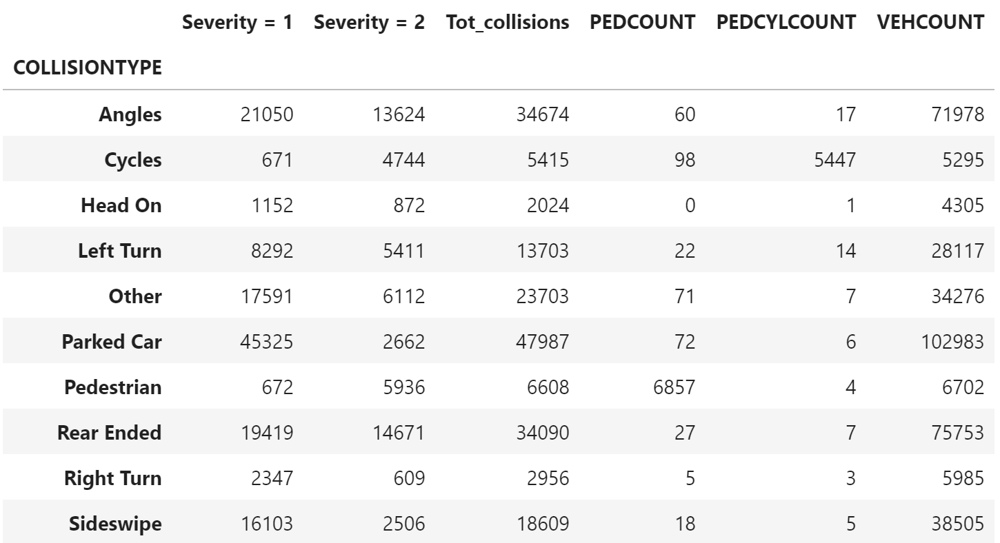 Severity = 1 Severity = 2 Tot_collisions PEDCOUNT PEDCYLCOUNT VEHCOUNT
COLLISIONTYPE
Angles 21050 13624 34674 60 17 71978
Cycles 671 4744 5415 98 5447 5295
Head On 1152 872 2024 0 1 4305
Left Turn 8292 5411 13703 22 14 28117
Other 17591 6112 23703 71 7 34276
Parked Car 45325 2662 47987 72 6 102983
Pedestrian 672 5936 6608 6857 4 6702
Rear Ended 19419 14671 34090 27 7 75753
Right Turn 2347 609 2956 5 3 5985
Sideswipe 16103 2506 18609 18 5 38505